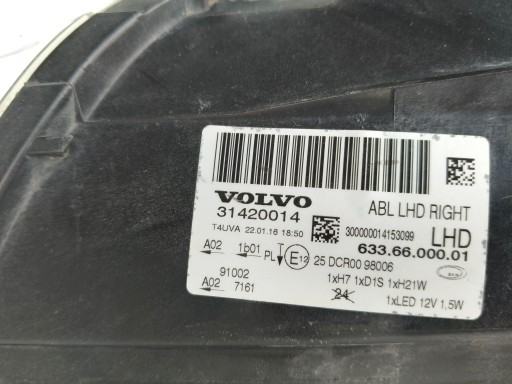 VOLVO
31420014
ABL LHD RIGHT
T4UVA 22.01.16 18:50
300000014153099
LHD
633.66.000.01
A02 1b01 PL E12 25 DCR00 98006
91002
A02 7161
1xH7 1xD1S 1xH21W
24
1xLED 12V 1,5W